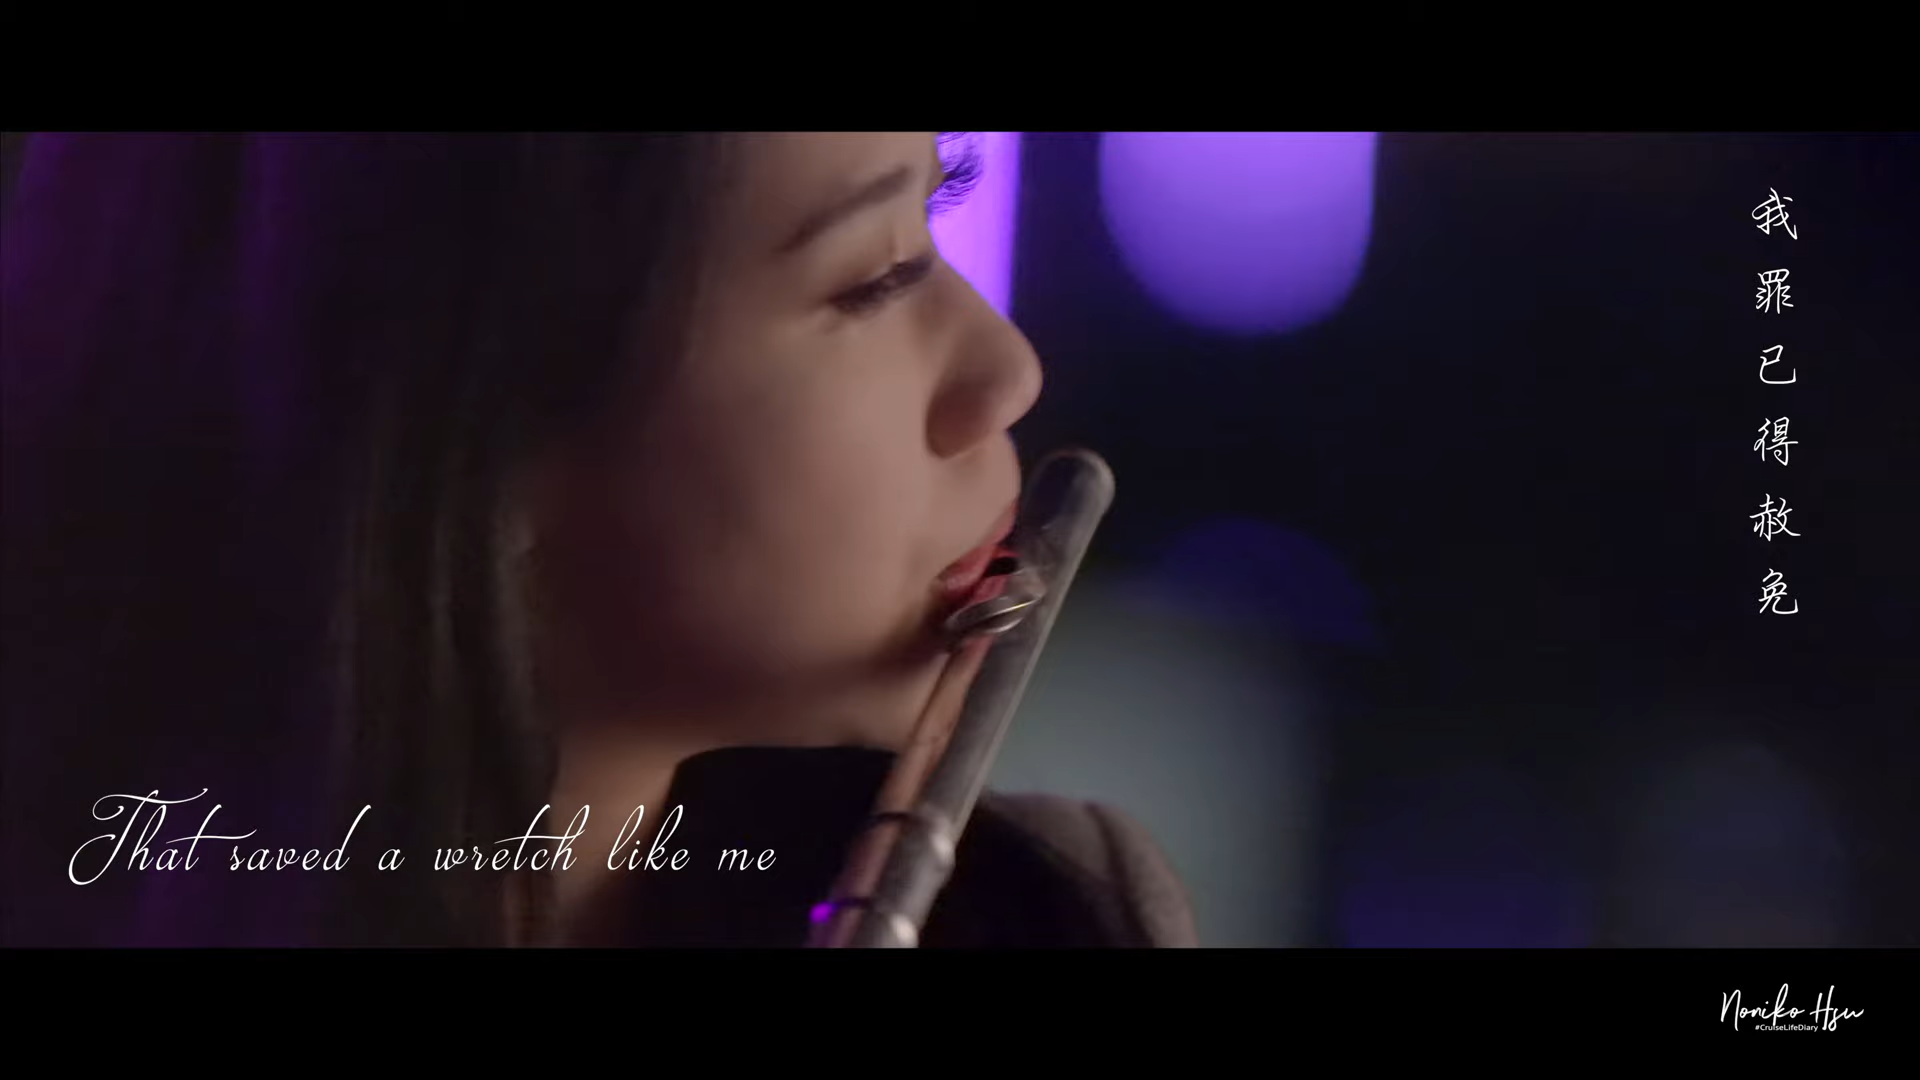 我罪已得赦免
That saved a wretch like me
Noniko Hsu
#CruiseLifeDiary